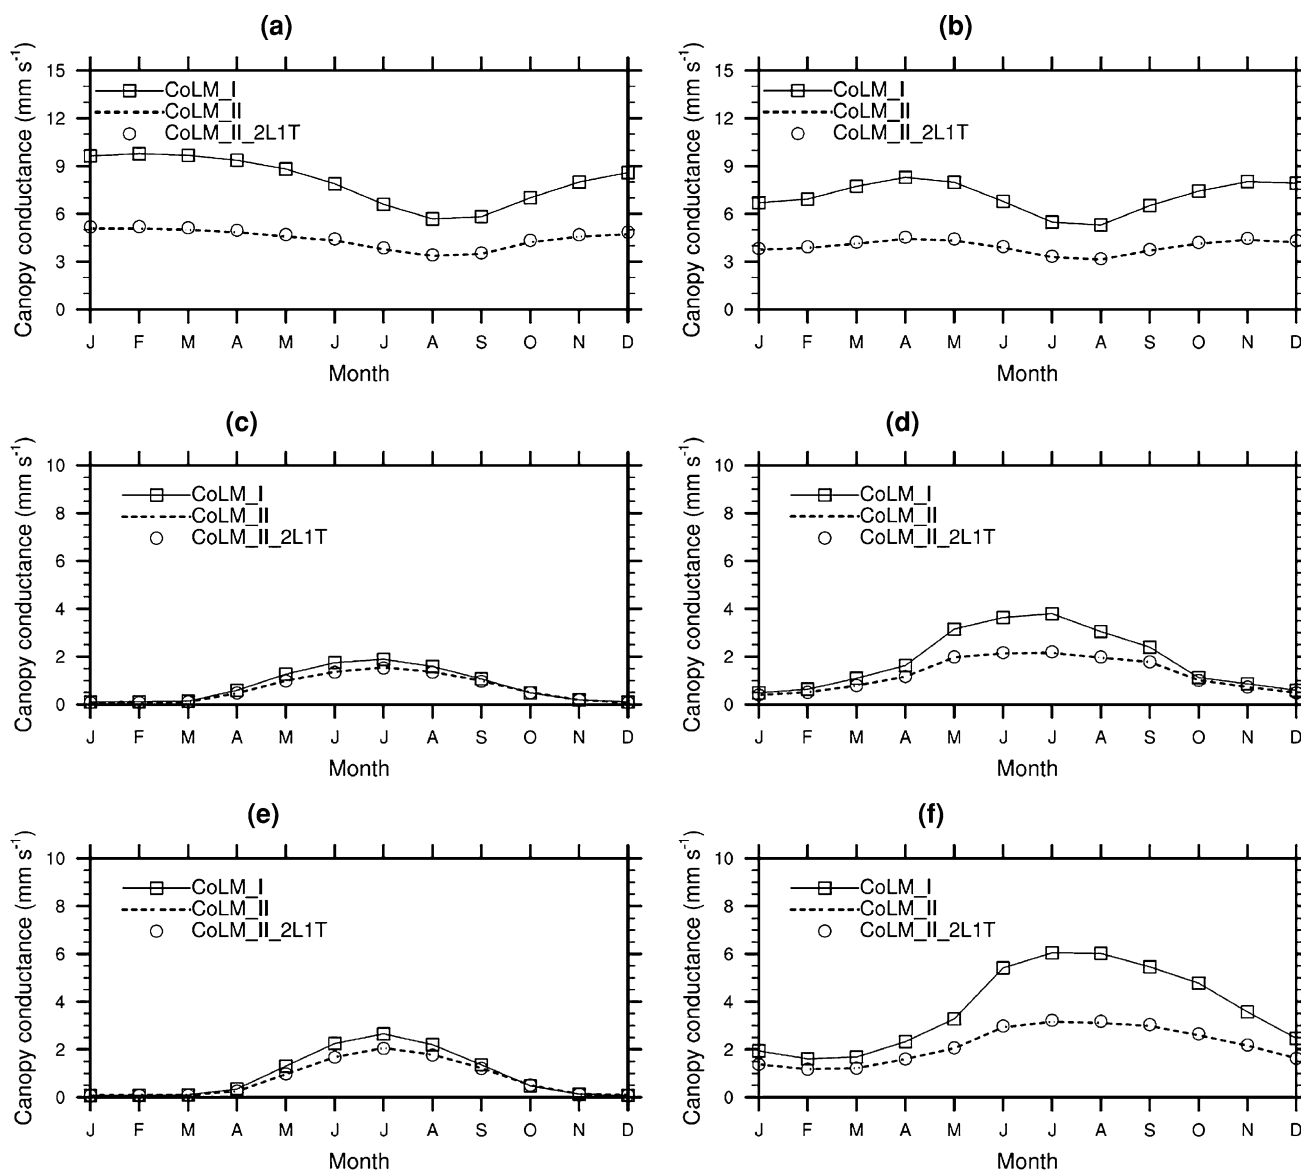 (a)
Canopy conductance (mm s⁻¹)
15
12
9
6
3
0
CoLM_I
CoLM_II
CoLM_II_2L1T
J F M A M J J A S O N D
Month
(b)
Canopy conductance (mm s⁻¹)
15
12
9
6
3
0
CoLM_I
CoLM_II
CoLM_II_2L1T
J F M A M J J A S O N D
Month
(c)
Canopy conductance (mm s⁻¹)
10
8
6
4
2
0
CoLM_I
CoLM_II
CoLM_II_2L1T
J F M A M J J A S O N D
Month
(d)
Canopy conductance (mm s⁻¹)
10
8
6
4
2
0
CoLM_I
CoLM_II
CoLM_II_2L1T
J F M A M J J A S O N D
Month
(e)
Canopy conductance (mm s⁻¹)
10
8
6
4
2
0
CoLM_I
CoLM_II
CoLM_II_2L1T
J F M A M J J A S O N D
Month
(f)
Canopy conductance (mm s⁻¹)
10
8
6
4
2
0
CoLM_I
CoLM_II
CoLM_II_2L1T
J F M A M J J A S O N D
Month